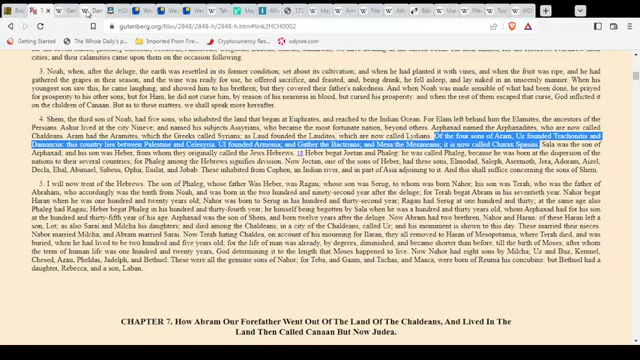 gutenberg.org/files/2848/2848-h/2848-h.htm#link2HCH0002
Getting Started
The Whole Daily's p...
Imported
Weather Fire...
Weather Fire...
Crypto
odysee.com
cities; and their calamities came upon them on the occasion following.
3. Noah, when, after the deluge, the earth was resettled in its former condition, set about its cultivation; and when he had planted it with vines, and when the fruit was ripe, and he had
gathered the grapes in their season, and the wine was ready for use, he offered sacrifice, and feasted, and, being drunk, he fell asleep, and lay naked in an unseemly manner. When his
youngest son saw this, he came laughing, and showed him to his brethren; but they covered their father's nakedness. And when Noah was made sensible of what had been done, he prayed
for prosperity to his other sons; but for Ham, he did not curse him, by reason of his nearness in blood, but cursed his prosperity: and when the rest of them escaped that curse, God inflicted it
on the children of Canaan. But as to these matters, we shall speak more hereafter.
4. Shem, the third son of Noah, had five sons, who inhabited the land that began at Euphrates, and reached to the Indian Ocean. For Elam left behind him the Elamites, the ancestors of the
Persians. Ashur lived at the city Nineve; and named his subjects Assyrians, who became the most fortunate nation, beyond others. Arphaxad named the Arphaxadites, who are now called
Chaldeans. Aram had the Aramites, which the Greeks called Syrians; as Laud founded the Laudites, which are now called Lydians. Of the four sons of Aram, Uz founded Trachonitis and
Damascus: this country lies between Palestine and Celesyria. Ul founded Armenia; and Gather the Bactrians; and Mesa the Mesaneans; it is now called Charax Spasini. Sala was the son of
Arphaxad; and his son was Heber, from whom they originally called the Jews Hebrews. Heber begat Joctan and Phaleg: he was called Phaleg, because he was born at the dispersion of the
nations to their several countries; for Phaleg among the Hebrews signifies division. Now Joctan, one of the sons of Heber, had these sons, Elmodad, Saleph, Asermoth, Jera, Adoram, Aizel,
Decla, Ebal, Abimael, Sabeus, Ophir, Euilat, and Jobab. These inhabited from Cophen, an Indian river, and in part of Asia adjoining to it. And this shall suffice concerning the sons of Shem.
5. I will now treat of the Hebrews. The son of Phaleg, whose father Was Heber, was Ragau; whose son was Serug, to whom was born Nahor; his son was Terah, who was the father of
Abraham, who accordingly was the tenth from Noah, and was born in the two hundred and ninety-second year after the deluge; for Terah begat Abram in his seventieth year. Nahor begat
Haran when he was one hundred and twenty years old; Nahor was born to Serug in his hundred and thirty-second year; Ragau had Serug at one hundred and thirty; at the same age also
Phaleg had Ragau; Heber begat Phaleg in his hundred and thirty-fourth year; he himself being begotten by Sala when he was a hundred and thirty years old, whom Arphaxad had for his son
at the hundred and thirty-fifth year of his age. Arphaxad was the son of Shem, and born twelve years after the deluge. Now Abram had two brethren, Nahor and Haran: of these Haran left a
son, Lot; as also Sarai and Milcha his daughters; and died among the Chaldeans, in a city of the Chaldeans, called Ur; and his monument is shown to this day. These married their nieces.
Nahor married Milcha, and Abram married Sarai. Now Terah hating Chaldea, on account of his mourning for Ilaran, they all removed to Haran of Mesopotamia, where Terah died, and was
buried, when he had lived to be two hundred and five years old; for the life of man was already, by degrees, diminished, and became shorter than before, till the birth of Moses; after whom
the term of human life was one hundred and twenty years, God determining it to the length that Moses happened to live. Now Nahor had eight sons by Milcha; Uz and Buz, Kemuel,
Chesed, Azau, Pheldas, Jadelph, and Bethuel. These were all the genuine sons of Nahor; for Teba, and Gaam, and Tachas, and Maaca, were born of Reuma his concubine: but Bethuel had a
daughter, Rebecca, and a son, Laban.
CHAPTER 7. How Abram Our Forefather Went Out Of The Land Of The Chaldeans, And Lived In The
Land Then Called Canaan But Now Judea.